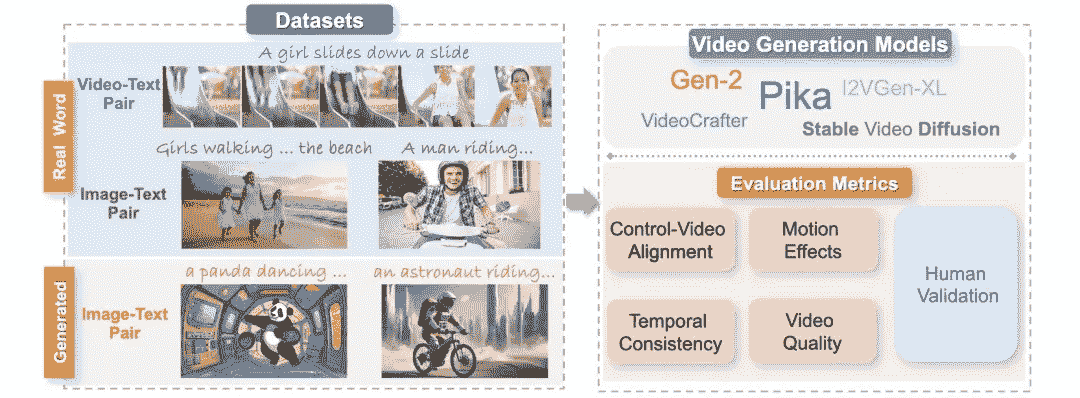 Datasets
Real Word
Video-Text
Pair
A girl slides down a slide
Image-Text
Pair
Girls walking ... the beach
A man riding...
Generated
Image-Text
Pair
a panda dancing ...
an astronaut riding...
Video Generation Models
Gen-2
Pika
I2VGen-XL
VideoCrafter
Stable Video Diffusion
Evaluation Metrics
Control-Video
Alignment
Motion
Effects
Temporal
Consistency
Video
Quality
Human
Validation